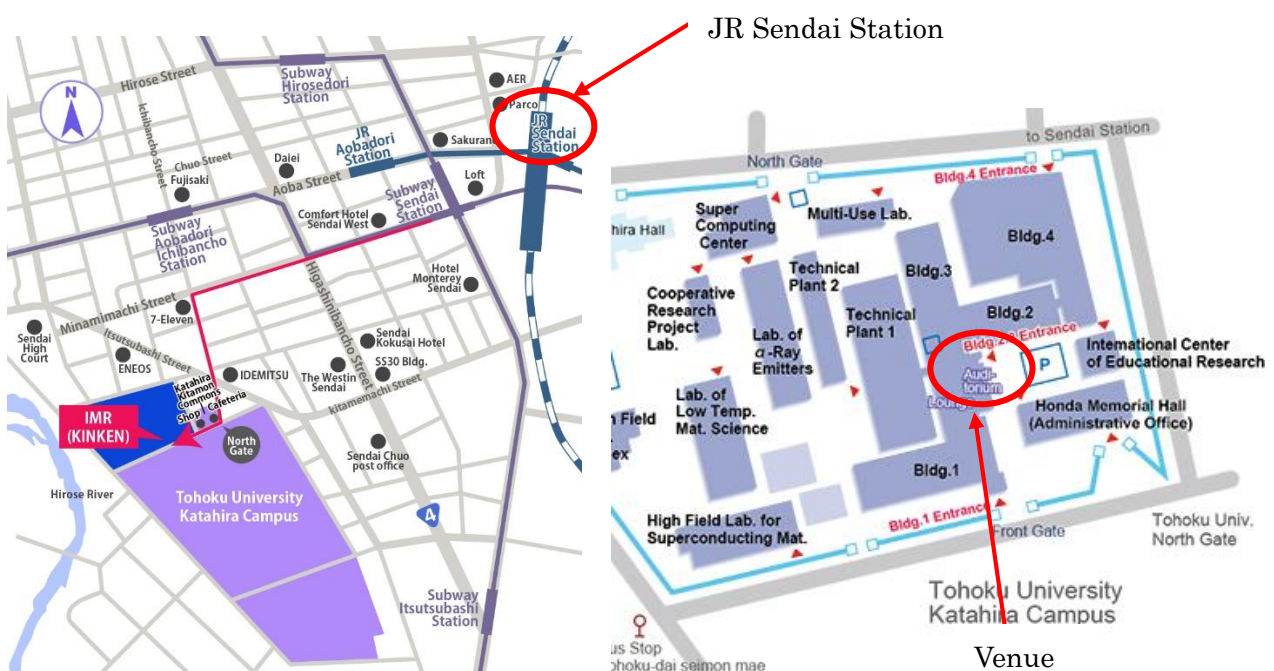 JR Sendai Station
N
Hirose Street
Ichibancho Street
Chuo Street
Fujisaki
Daiei
Aoba Street
Subway
Hirosedori
Station
AER
Parco
JR
Sendai
Station
JR
Aobadori
Station
Sakurano
Loft
Subway
Sendai
Station
Comfort Hotel
Sendai West
Subway
Aobadori
Ichibancho
Station
Hotel
Monterey
Sendai
Minamimachi Street
7-Eleven
Higashinibancho Street
Itsutsubashi Street
Sendai
High
Court
ENEOS
IDEMITSU
Sendai
Kokusai Hotel
SS30 Bldg.
The Westin
Sendai
kitamemachi Street
Katahira
Kitamon
Commons
Shop
Cafeteria
IMR
(KINKEN)
North
Gate
Sendai Chuo
post office
Hirose River
Tohoku University
Katahira Campus
4
Subway
Itsutsubashi
Station
to Sendai Station
North Gate
Bldg.4 Entrance
Super
Computing
Center
Multi-Use Lab.
hira Hall
Bldg.4
Bldg.3
Technical
Plant 2
Cooperative
Research
Project
Lab.
Technical
Plant 1
Bldg.2
Lab. of
α-Ray
Emitters
Entrance
P
International Center
of Educational Research
Audi-
torium
Lab. of
Low Temp.
Mat. Science
Honda Memorial Hall
(Administrative Office)
n Field
ex
Bldg.1
High Field Lab. for
Superconducting Mat.
Bldg.1 Entrance
Front Gate
Tohoku Univ.
North Gate
Tohoku University
Katahira Campus
us Stop
ohoku-dai seimon mae
Venue